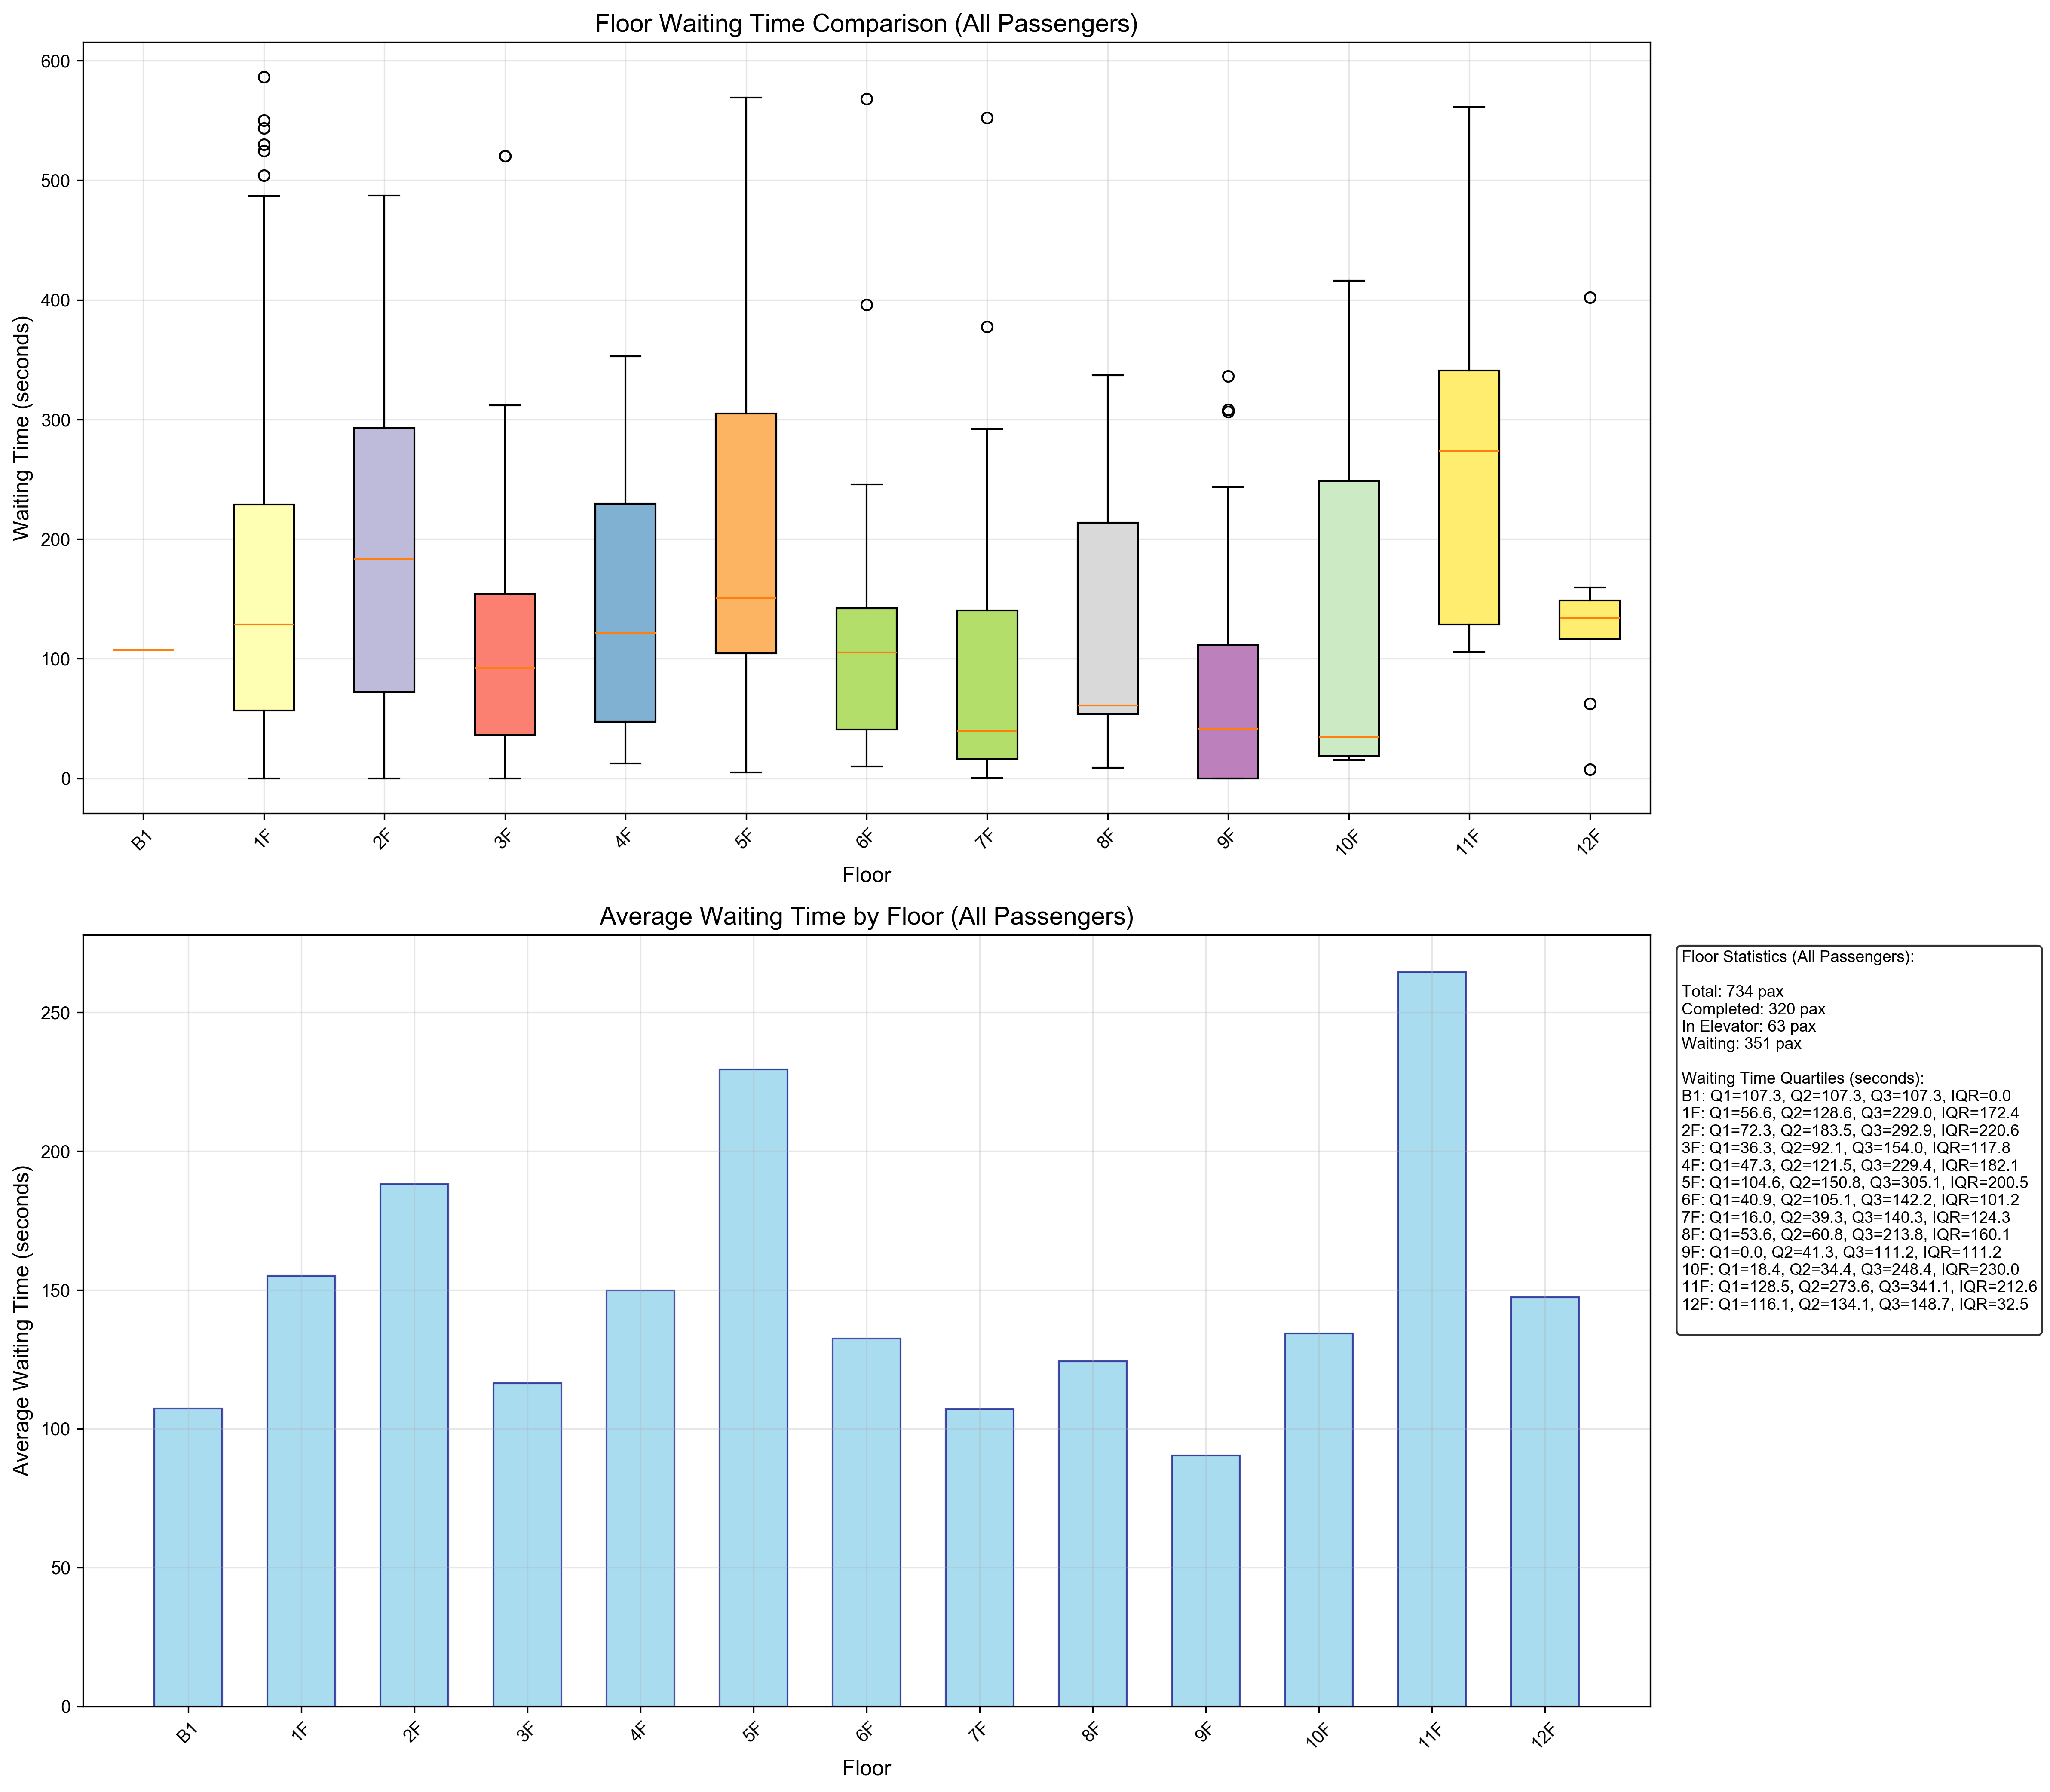 Floor Waiting Time Comparison (All Passengers)
600
500
400
300
200
100
0
Waiting Time (seconds)
B1
1F
2F
3F
4F
5F
6F
7F
8F
9F
10F
11F
12F
Floor
Average Waiting Time by Floor (All Passengers)
250
200
150
100
50
0
Average Waiting Time (seconds)
B1
1F
2F
3F
4F
5F
6F
7F
8F
9F
10F
11F
12F
Floor
Floor Statistics (All Passengers):
Total: 734 pax
Completed: 320 pax
In Elevator: 63 pax
Waiting: 351 pax
Waiting Time Quartiles (seconds):
B1: Q1=107.3, Q2=107.3, Q3=107.3, IQR=0.0
1F: Q1=56.6, Q2=128.6, Q3=229.0, IQR=172.4
2F: Q1=72.3, Q2=183.5, Q3=292.9, IQR=220.6
3F: Q1=36.3, Q2=92.1, Q3=154.0, IQR=117.8
4F: Q1=47.3, Q2=121.5, Q3=229.4, IQR=182.1
5F: Q1=104.6, Q2=150.8, Q3=305.1, IQR=200.5
6F: Q1=40.9, Q2=105.1, Q3=142.2, IQR=101.2
7F: Q1=16.0, Q2=39.3, Q3=140.3, IQR=124.3
8F: Q1=53.6, Q2=60.8, Q3=213.8, IQR=160.1
9F: Q1=0.0, Q2=41.3, Q3=111.2, IQR=111.2
10F: Q1=18.4, Q2=34.4, Q3=248.4, IQR=230.0
11F: Q1=128.5, Q2=273.6, Q3=341.1, IQR=212.6
12F: Q1=116.1, Q2=134.1, Q3=148.7, IQR=32.5